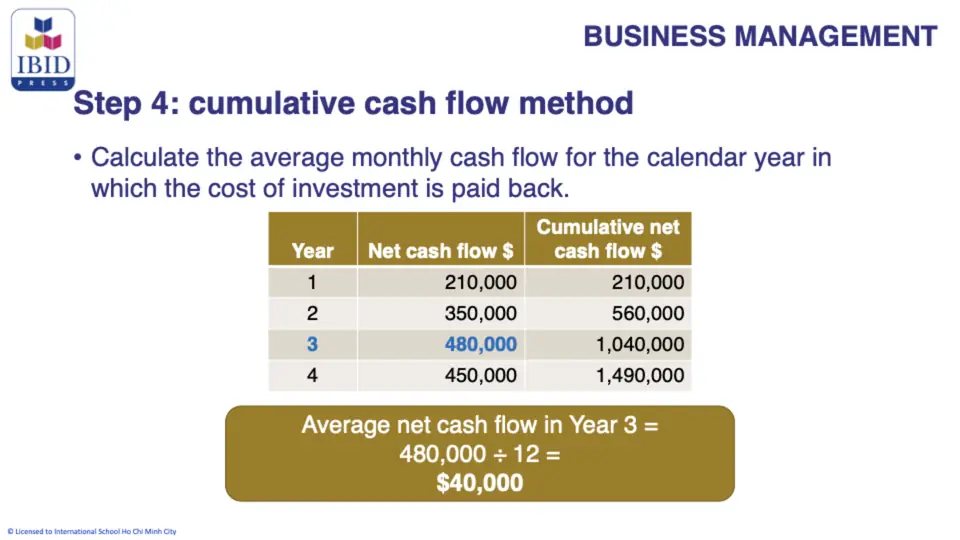 IBID
PRESS
BUSINESS MANAGEMENT
Step 4: cumulative cash flow method
• Calculate the average monthly cash flow for the calendar year in
which the cost of investment is paid back.
Year Net cash flow $ Cumulative net cash flow $
1 210,000 210,000
2 350,000 560,000
3 480,000 1,040,000
4 450,000 1,490,000
Average net cash flow in Year 3 =
480,000 ÷ 12 =
$40,000
© Licensed to International School Ho Chi Minh City